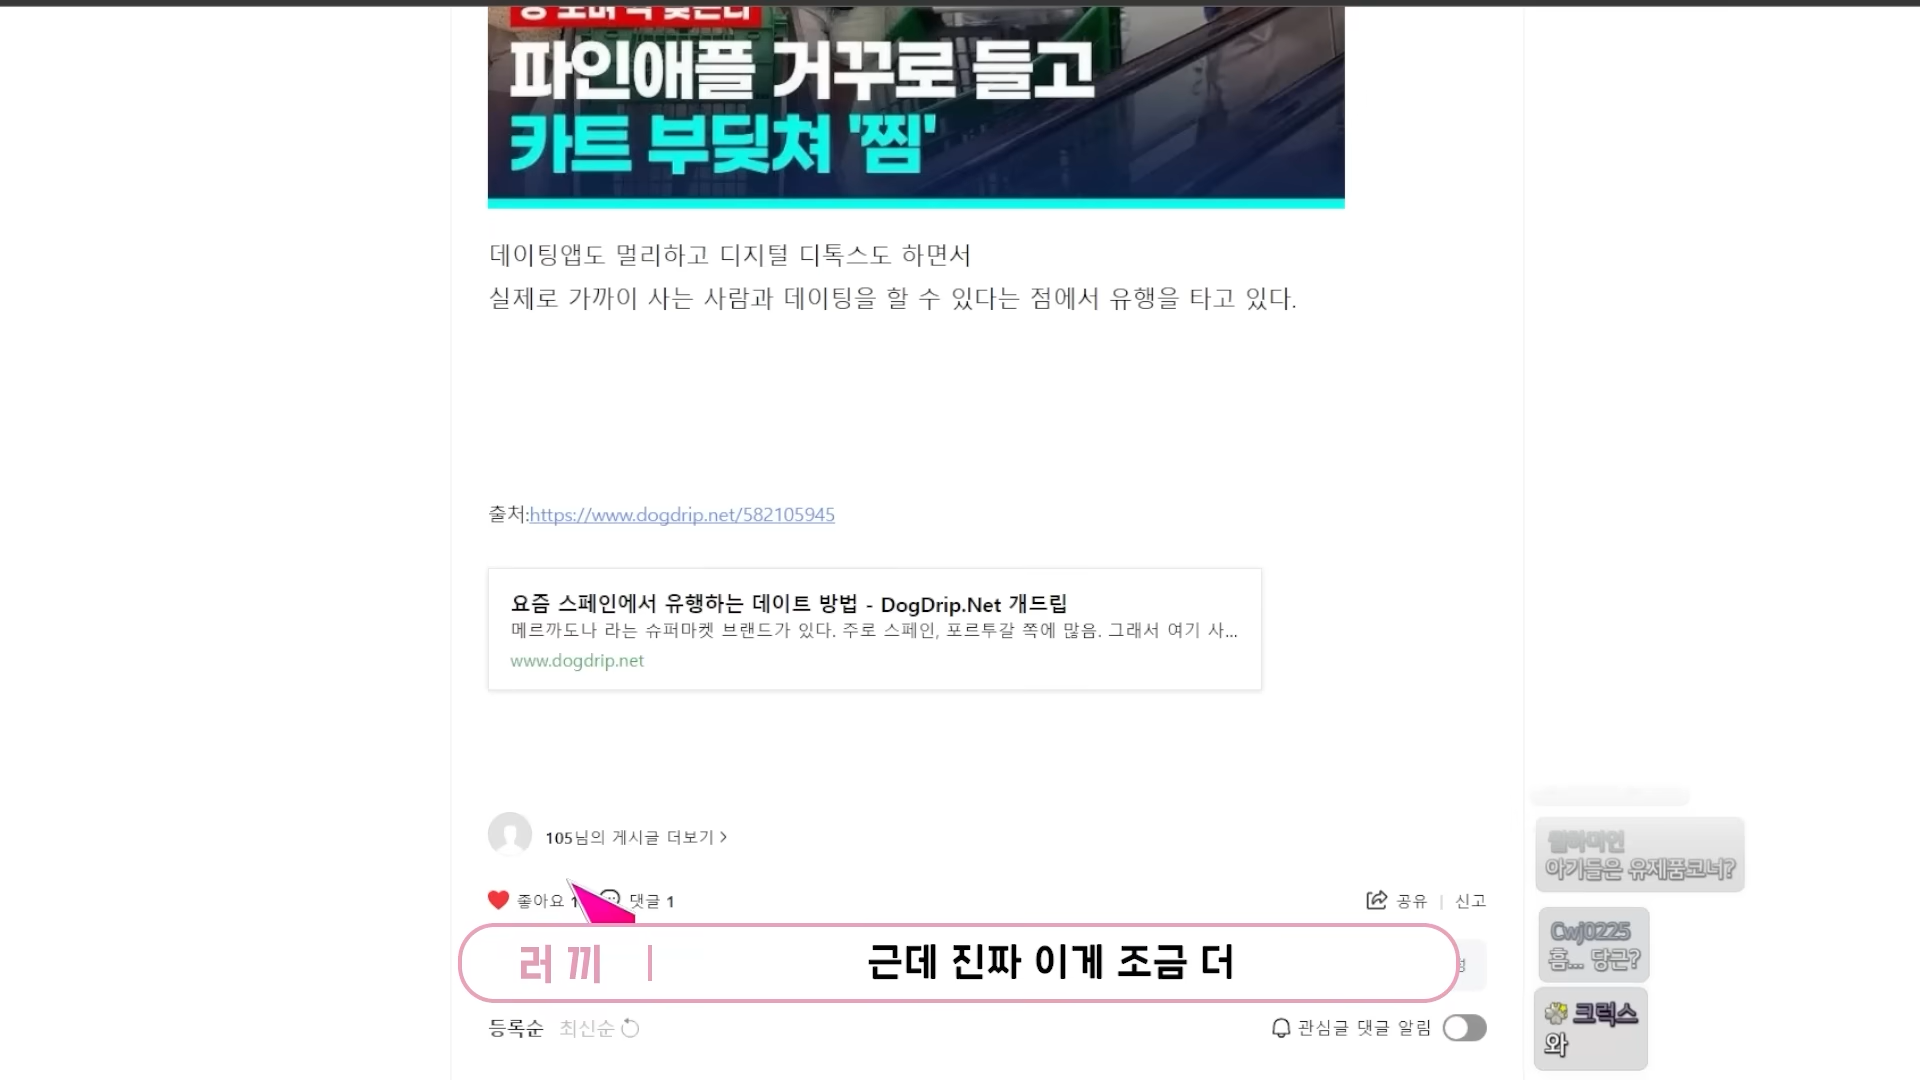 파인애플 거꾸로 들고
카트 부딪쳐 '찜'
데이팅앱도 멀리하고 디지털 디톡스도 하면서
실제로 가까이 사는 사람과 데이팅을 할 수 있다는 점에서 유행을 타고 있다.
출처:https://www.dogdrip.net/582105945
요즘 스페인에서 유행하는 데이트 방법 - DogDrip.Net 개드립
메르까도나 라는 슈퍼마켓 브랜드가 있다. 주로 스페인, 포르투갈 쪽에 많음. 그래서 여기 사...
www.dogdrip.net
105님의 게시글 더보기
좋아요 댓글 1
공유 | 신고
러끼 | 근데 진짜 이게 조금 더
등록순 최신순
관심글 댓글 알림
아기들은 유제품코너?
Cwj0225
흠... 당근?
크럭스
와